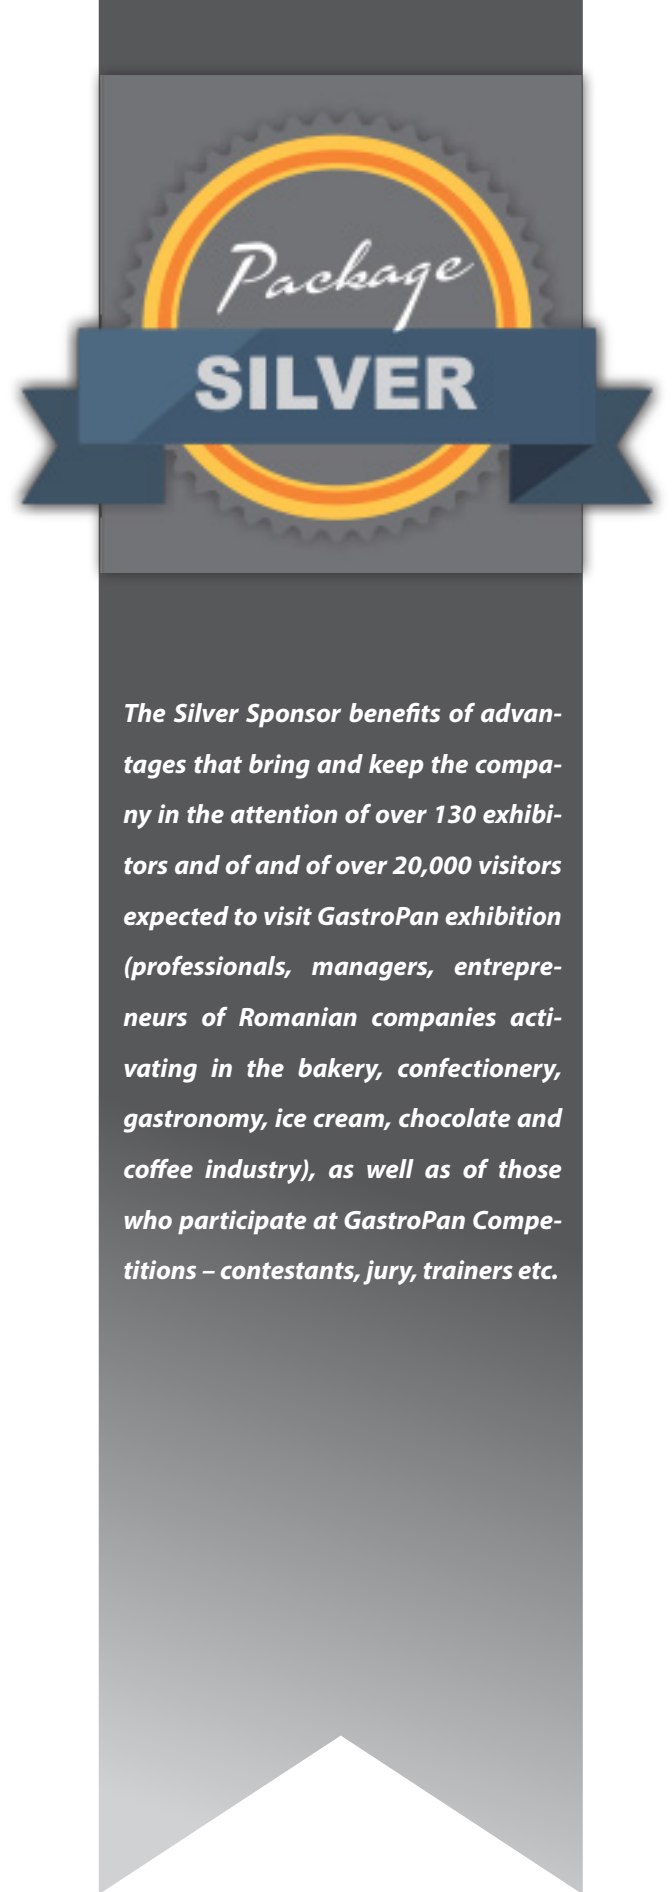 Package
SILVER
The Silver Sponsor benefits of advan-
tages that bring and keep the compa-
ny in the attention of over 130 exhibi-
tors and of and of over 20,000 visitors
expected to visit GastroPan exhibition
(professionals, managers, entrepre-
neurs of Romanian companies acti-
vating in the bakery, confectionery,
gastronomy, ice cream, chocolate and
coffee industry), as well as of those
who participate at GastroPan Compe-
titions – contestants, jury, trainers etc.